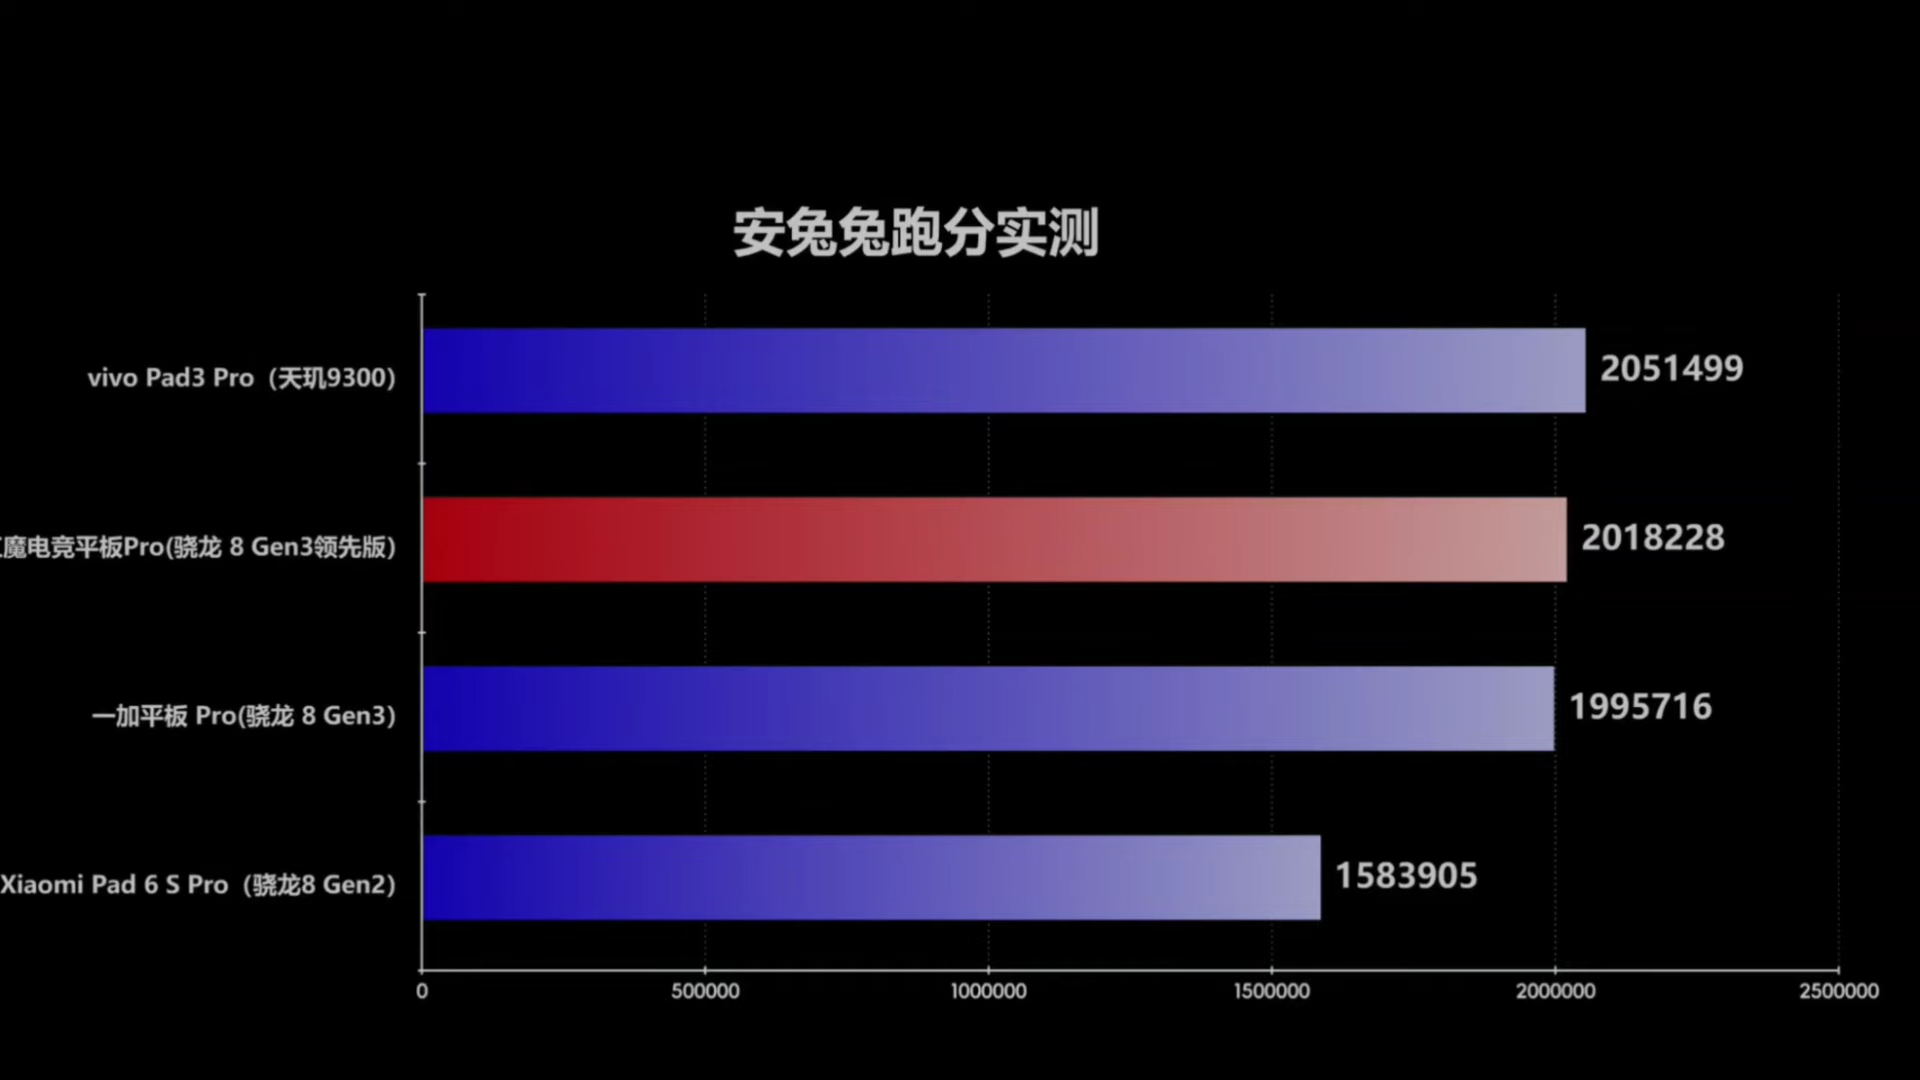 安兔兔跑分实测
vivo Pad3 Pro（天玑9300）
2051499
魔电竞平板Pro(骁龙 8 Gen3领先版)
2018228
一加平板 Pro(骁龙 8 Gen3)
1995716
Xiaomi Pad 6 S Pro（骁龙8 Gen2）
1583905
0 500000 1000000 1500000 2000000 2500000